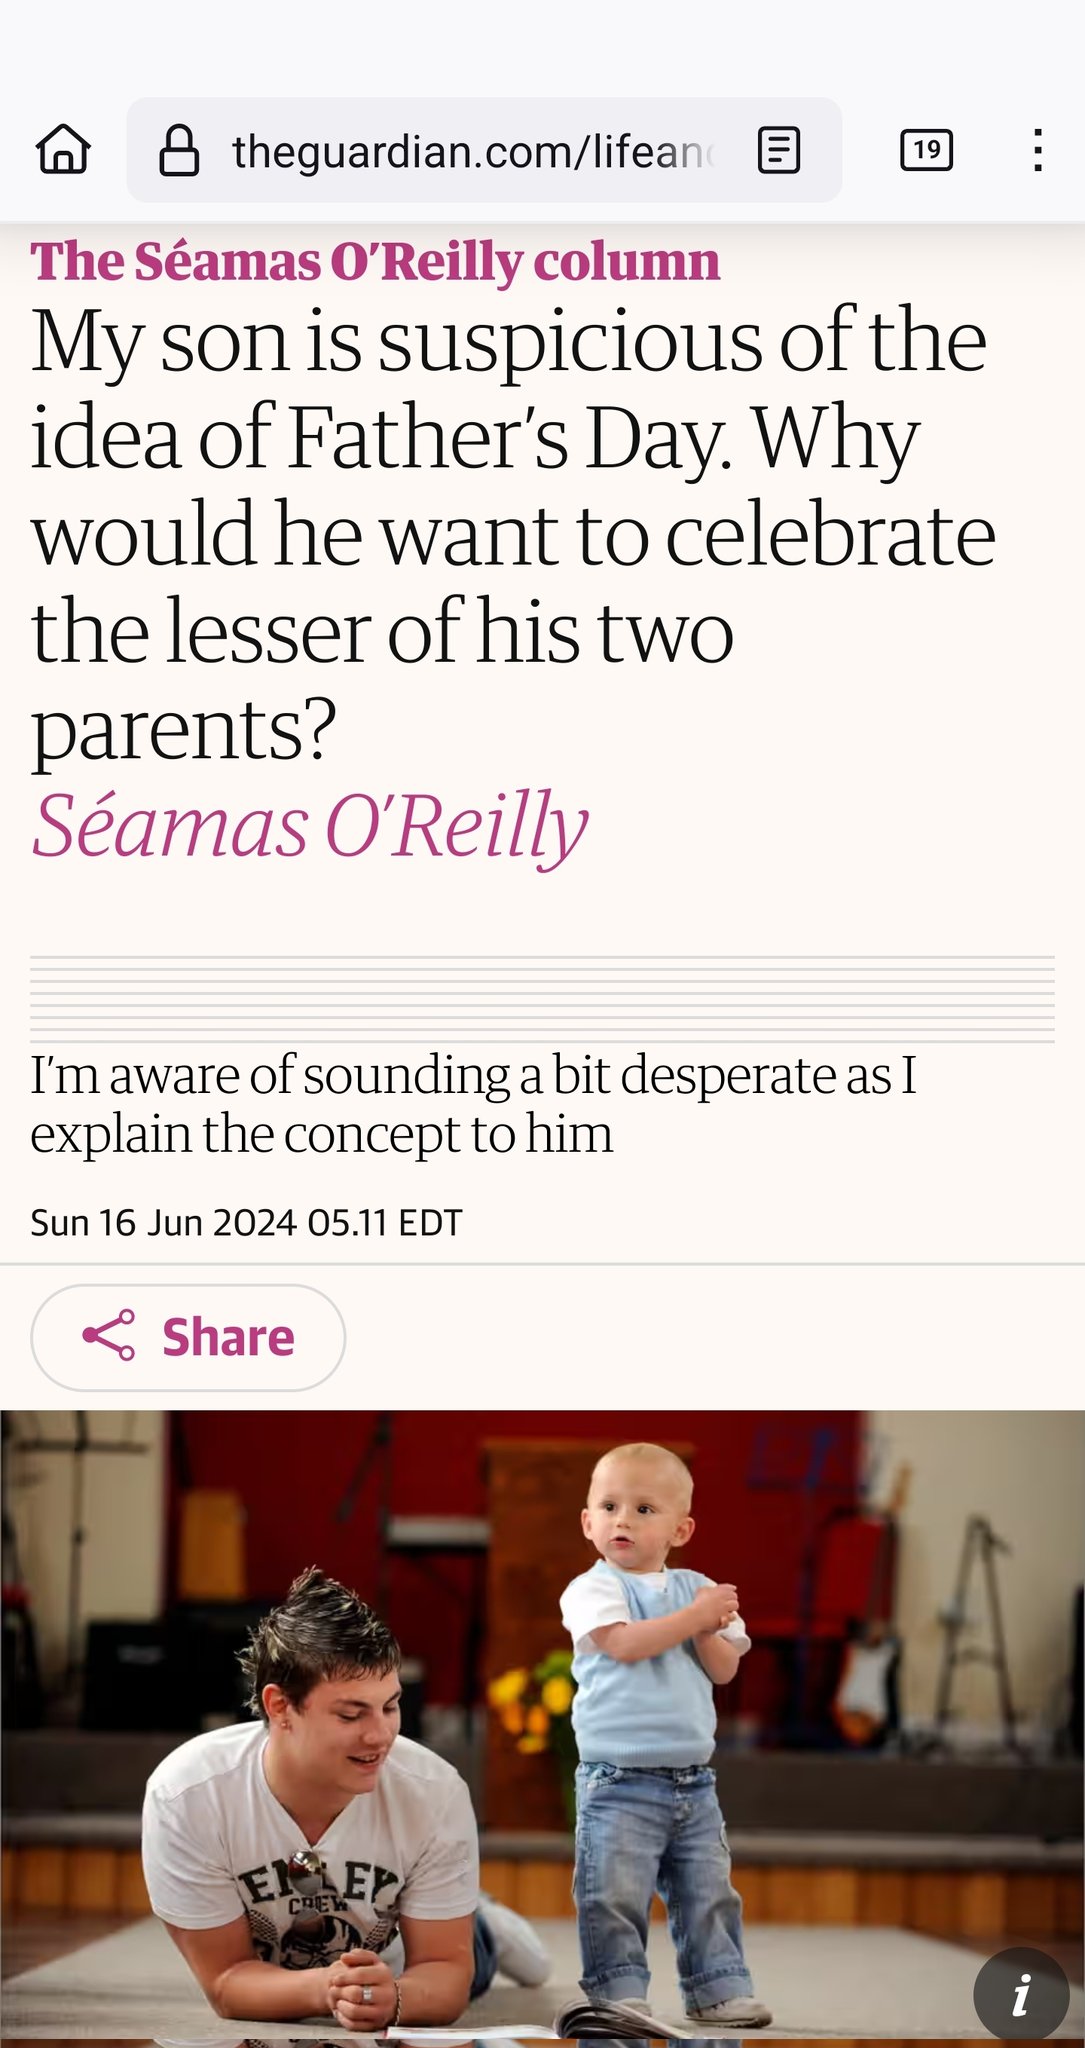 theguardian.com/lifean
19
The Séamas O'Reilly column
My son is suspicious of the
idea of Father's Day. Why
would he want to celebrate
the lesser of his two
parents?
Séamas O'Reilly
I'm aware of sounding a bit desperate as I
explain the concept to him
Sun 16 Jun 2024 05.11 EDT
Share
CREW
i